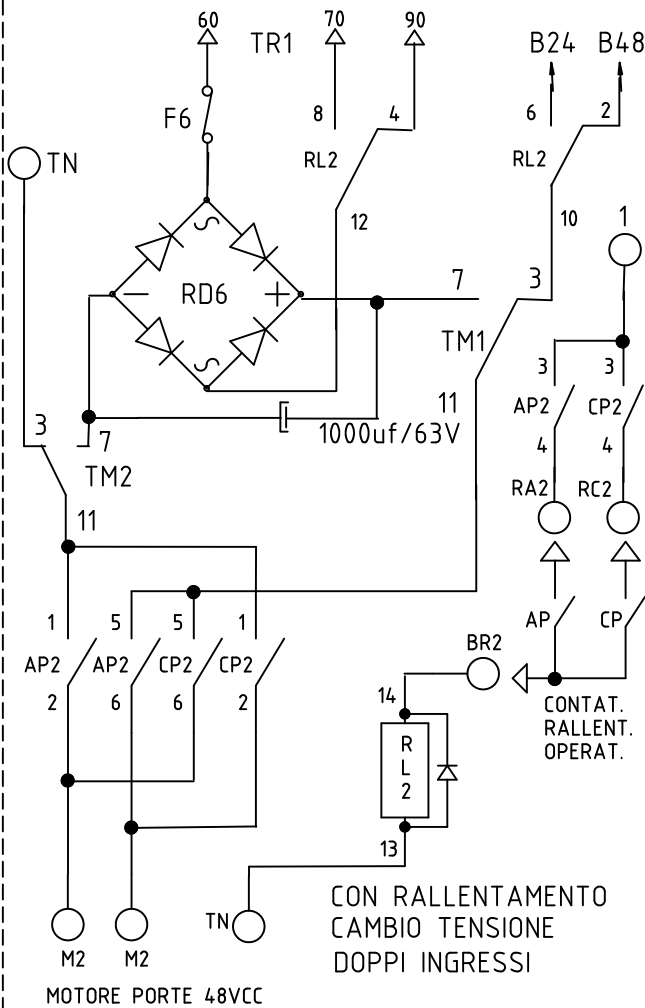 60
TR1
70
90
B24
B48
F6
8
4
6
2
TN
RL2
RL2
12
10
1
S
RD6
S
7
3
TM1
3
3
11
1000uf/63V
AP2
CP2
3
7
4
4
TM2
RA2
RC2
11
1
5
5
1
AP
CP
AP2
AP2
CP2
CP2
BR2
2
6
6
2
14
CONTAT.
RALLENT.
OPERAT.
R
L
2
13
CON RALLENTAMENTO
TN
CAMBIO TENSIONE
M2
M2
DOPPI INGRESSI
MOTORE PORTE 48VCC